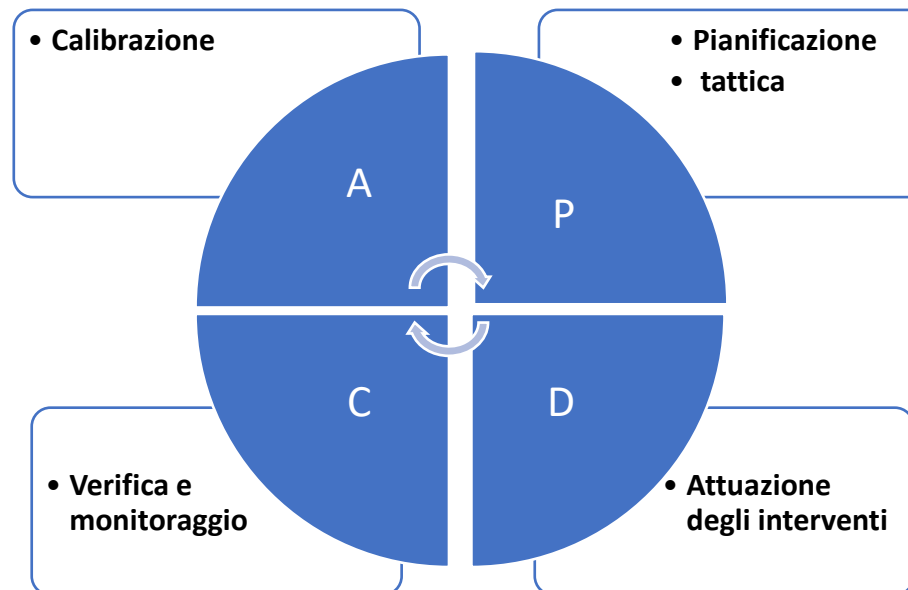 • Calibrazione
• Pianificazione
• tattica
A
P
C
D
• Verifica e
monitoraggio
• Attuazione
degli interventi